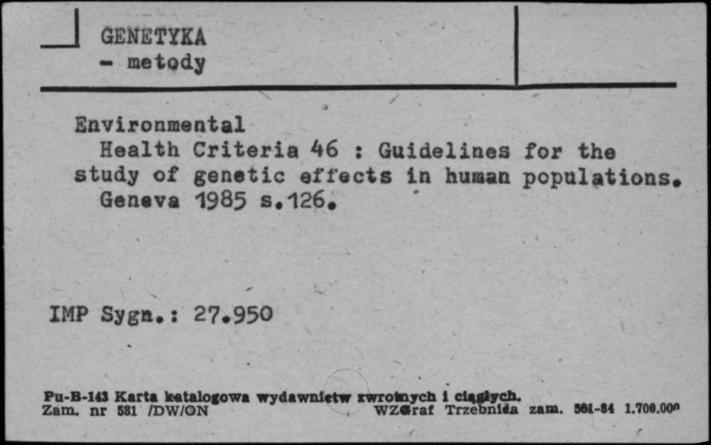 GENETYKA
- metody
Environmental
Health Criteria 46 : Guidelines for the
study of genetic effects in human populations.
Geneva 1985 s.126.
IMP Sygn.: 27.950
Pu-B-143 Karta katalogowa wydawnictw zwrotnych i ciągłych.
Zam. nr 581 /DW/ON WZGraf Trzebnica zam. 561-84 1.700.000